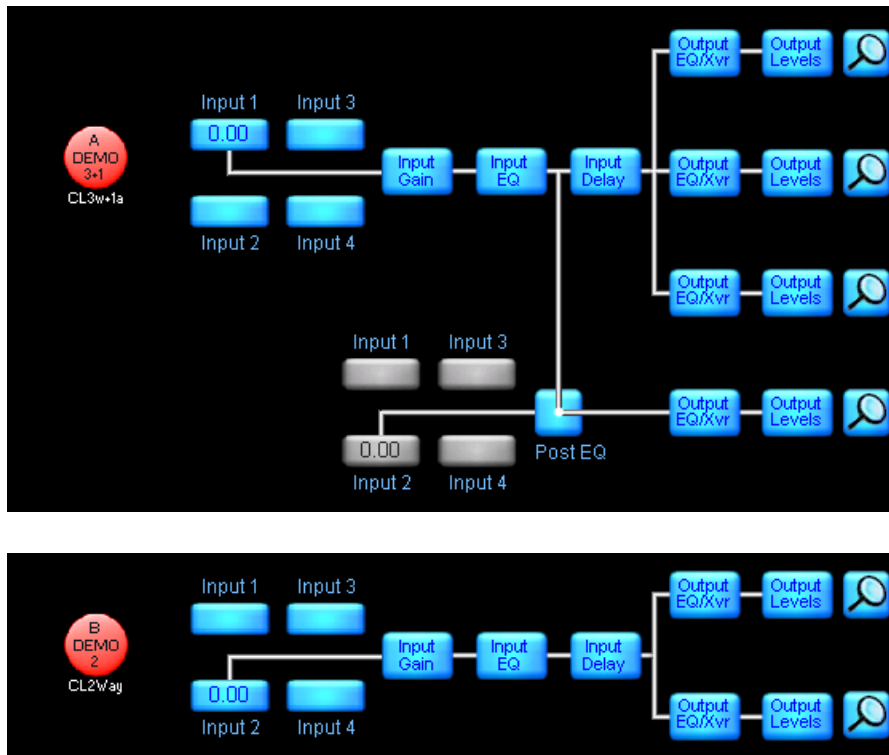 Output EQ/Xvr
Output Levels
Input 1
Input 3
0.00
A DEMO 3+1
CL3w+1a
Input Gain
Input EQ
Input Delay
Output EQ/Xvr
Output Levels
Input 2
Input 4
Output EQ/Xvr
Output Levels
Input 1
Input 3
Output EQ/Xvr
Output Levels
0.00
Post EQ
Input 2
Input 4
Input 1
Input 3
Output EQ/Xvr
Output Levels
B DEMO 2
CL2Way
Input Gain
Input EQ
Input Delay
0.00
Input 2
Input 4
Output EQ/Xvr
Output Levels